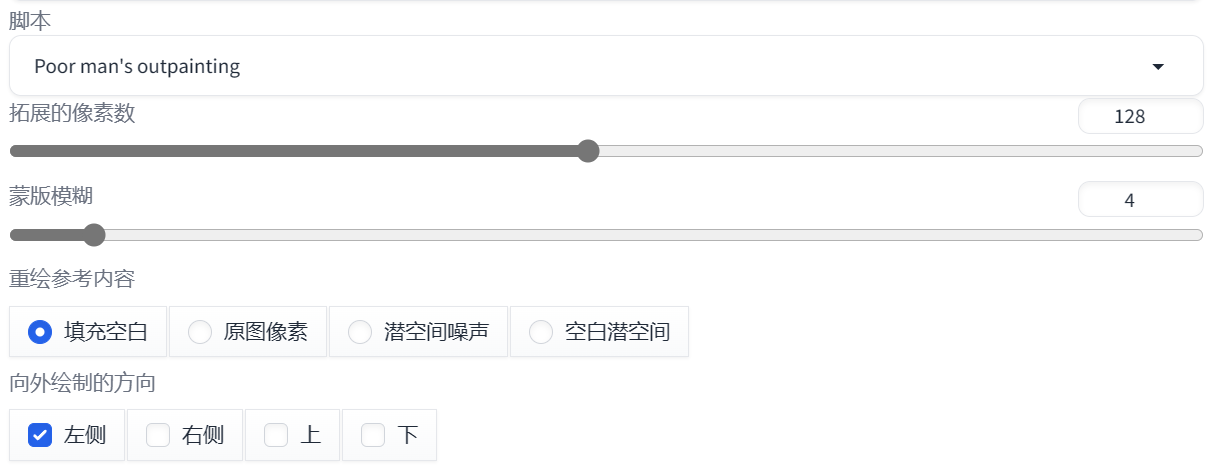 脚本
Poor man's outpainting
拓展的像素数 128
蒙版模糊 4
重绘参考内容
填充空白 原图像素 潜空间噪声 空白潜空间
向外绘制的方向
左侧 右侧 上 下